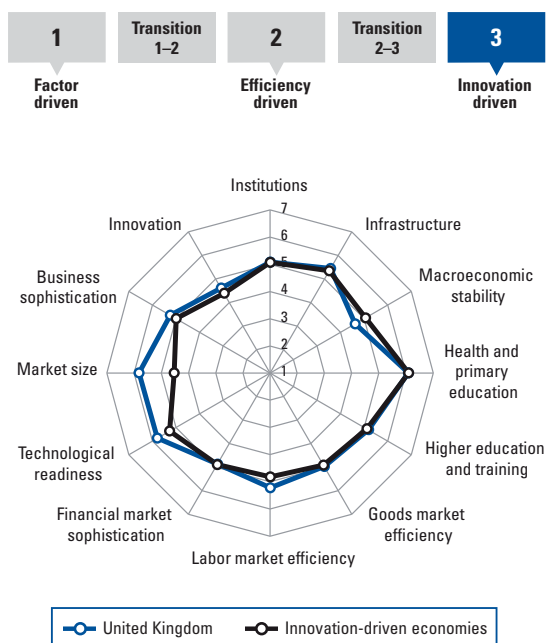 1
Transition
1–2
2
Transition
2–3
3
Factor
driven
Efficiency
driven
Innovation
driven
Institutions
7
Innovation
6
Infrastructure
5
Business
sophistication
4
Macroeconomic
stability
3
2
Market size
1
Health and
primary
education
Technological
readiness
Higher education
and training
Financial market
sophistication
Goods market
efficiency
Labor market efficiency
United Kingdom
Innovation-driven economies